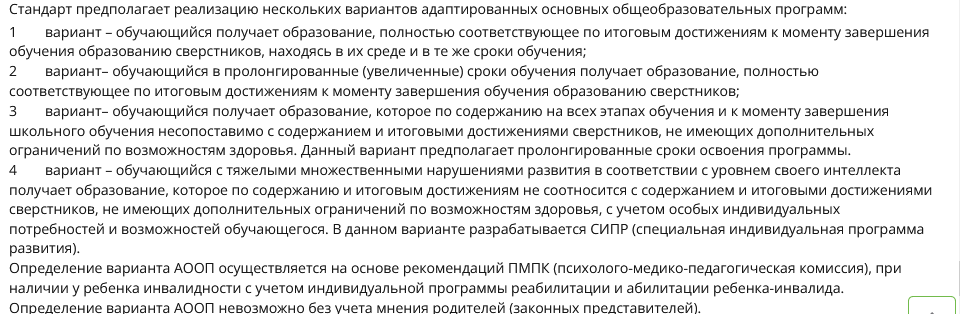 Стандарт предполагает реализацию нескольких вариантов адаптированных основных общеобразовательных программ:
1 вариант – обучающийся получает образование, полностью соответствующее по итоговым достижениям к моменту завершения
обучения образованию сверстников, находясь в их среде и в те же сроки обучения;
2 вариант– обучающийся в пролонгированные (увеличенные) сроки обучения получает образование, полностью
соответствующее по итоговым достижениям к моменту завершения обучения образованию сверстников;
3 вариант– обучающийся получает образование, которое по содержанию на всех этапах обучения и к моменту завершения
школьного обучения несопоставимо с содержанием и итоговыми достижениями сверстников, не имеющих дополнительных
ограничений по возможностям здоровья. Данный вариант предполагает пролонгированные сроки освоения программы.
4 вариант – обучающийся с тяжелыми множественными нарушениями развития в соответствии с уровнем своего интеллекта
получает образование, которое по содержанию и итоговым достижениям не соотносится с содержанием и итоговыми достижениями
сверстников, не имеющих дополнительных ограничений по возможностям здоровья, с учетом особых индивидуальных
потребностей и возможностей обучающегося. В данном варианте разрабатывается СИПР (специальная индивидуальная программа
развития).
Определение варианта АООП осуществляется на основе рекомендаций ПМПК (психолого-медико-педагогическая комиссия), при
наличии у ребенка инвалидности с учетом индивидуальной программы реабилитации и абилитации ребенка-инвалида.
Определение варианта АООП невозможно без учета мнения родителей (законных представителей).